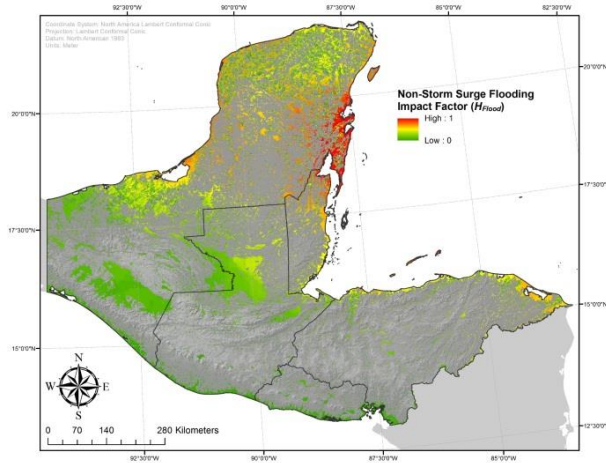 92°30'0"W 90°0'0"W 87°30'0"W 85°0'0"W 82°30'0"W
Coordinate System: North America Lambert Conformal Conic
Projection: Lambert Conformal Conic
Datum: North American 1983
Units: Meter
20°0'0"N
Non-Storm Surge Flooding
Impact Factor (HFlood)
High : 1
Low : 0
20°0'0"N
17°30'0"N
17°30'0"N
15°0'0"N
15°0'0"N
N
W E
S
0 70 140 280 Kilometers
12°30'0"N
92°30'0"W 90°0'0"W 87°30'0"W 85°0'0"W